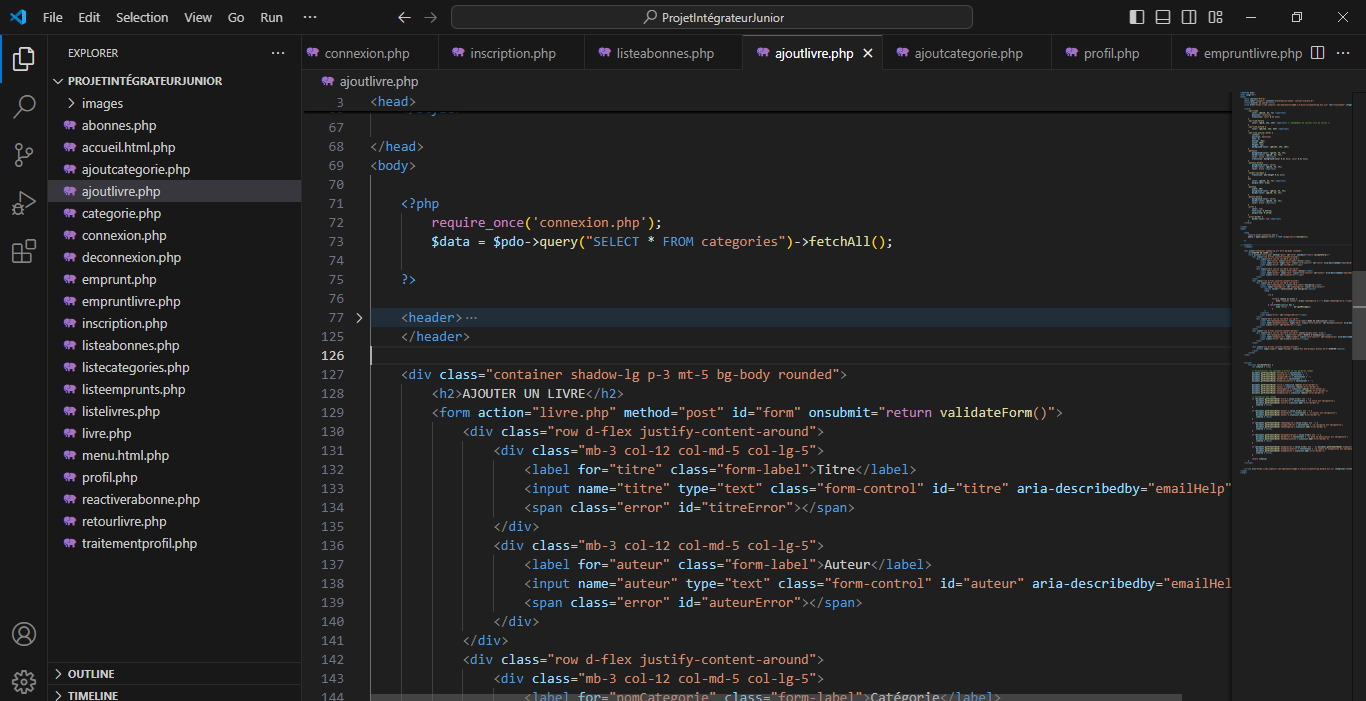 File Edit Selection View Go Run ··· ProjetIntégrateurJunior
EXPLORER ···
PROJETINTÉGRATEURJUNIOR
images
abonnes.php
accueil.html.php
ajoutcategorie.php
ajoutlivre.php
categorie.php
connexion.php
deconnexion.php
emprunt.php
empruntlivre.php
inscription.php
listeabonnes.php
listecategories.php
listeemprunts.php
listelivres.php
livre.php
menu.html.php
profil.php
reactiverabonne.php
retourlivre.php
traitementprofil.php
OUTLINE
TIMELINE
connexion.php inscription.php listeabonnes.php ajoutlivre.php ajoutcategorie.php profil.php empruntlivre.php ···
ajoutlivre.php
3 <head>
67
68 </head>
69 <body>
70
71 <?php
72 require_once('connexion.php');
73 $data = $pdo->query("SELECT * FROM categories")->fetchAll();
74
75 ?>
76
77 <header>···
125 </header>
126
127 <div class="container shadow-lg p-3 mt-5 bg-body rounded">
128 <h2>AJOUTER UN LIVRE</h2>
129 <form action="livre.php" method="post" id="form" onsubmit="return validateForm()">
130 <div class="row d-flex justify-content-around">
131 <div class="mb-3 col-12 col-md-5 col-lg-5">
132 <label for="titre" class="form-label">Titre</label>
133 <input name="titre" type="text" class="form-control" id="titre" aria-describedby="emailHelp"
134 <span class="error" id="titreError"></span>
135 </div>
136 <div class="mb-3 col-12 col-md-5 col-lg-5">
137 <label for="auteur" class="form-label">Auteur</label>
138 <input name="auteur" type="text" class="form-control" id="auteur" aria-describedby="emailHel
139 <span class="error" id="auteurError"></span>
140 </div>
141 </div>
142 <div class="row d-flex justify-content-around">
143 <div class="mb-3 col-12 col-md-5 col-lg-5">
144 <label for="nomCategorie" class="form-label">Catégorie</label>